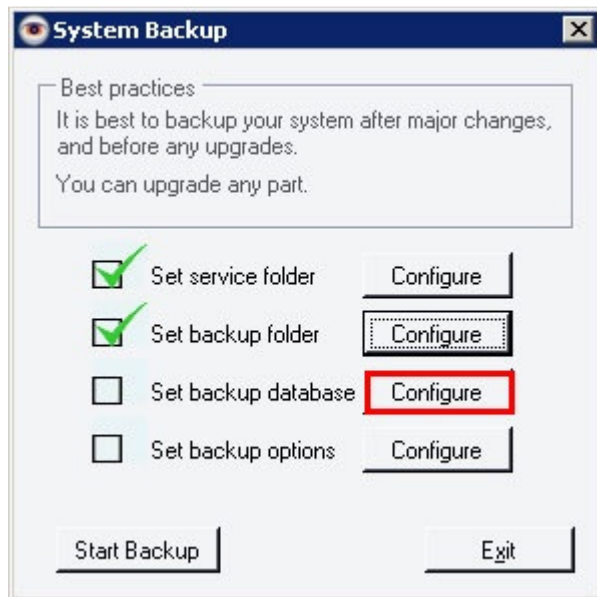 System Backup
Best practices
It is best to backup your system after major changes,
and before any upgrades.
You can upgrade any part.
Set service folder Configure
Set backup folder Configure
Set backup database Configure
Set backup options Configure
Start Backup Exit